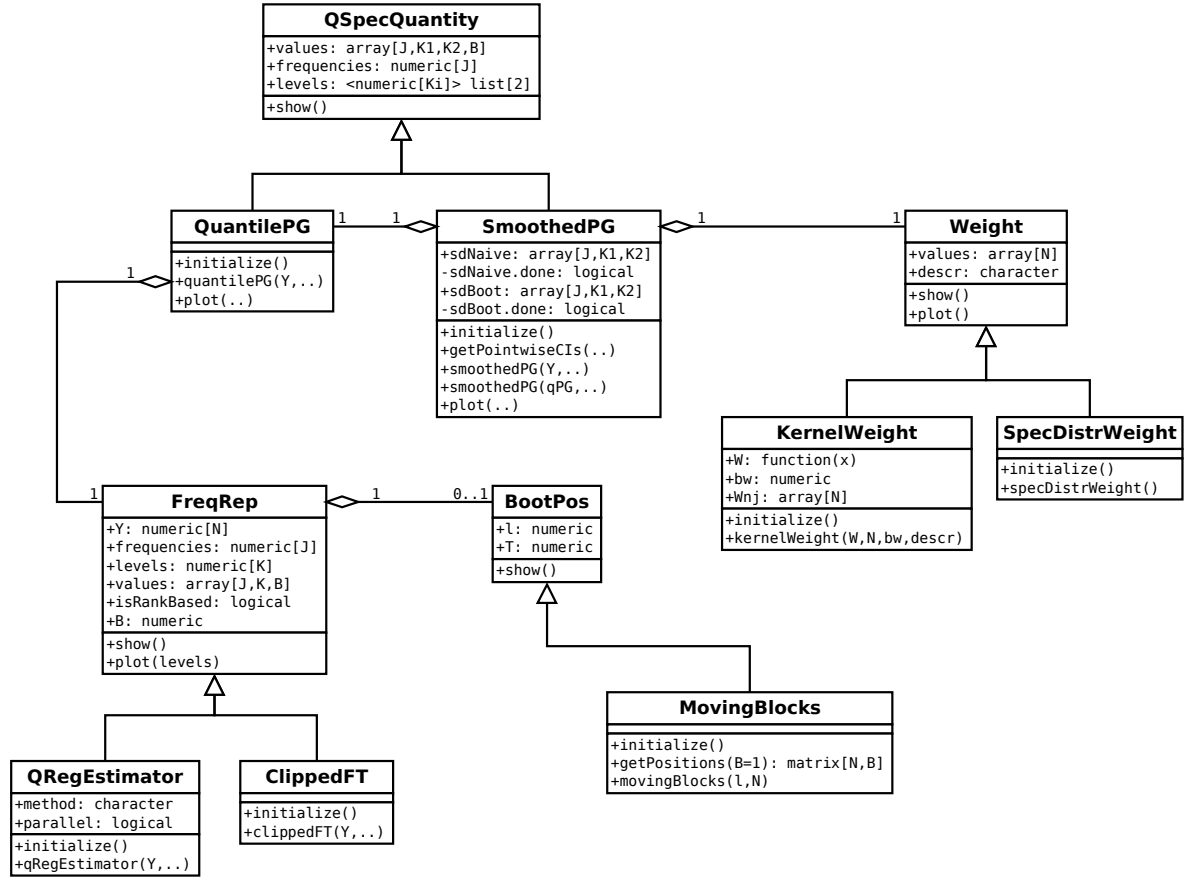 QSpecQuantity
+values: array[J,K1,K2,B]
+frequencies: numeric[J]
+levels: <numeric[Ki]> list[2]
+show()
QuantilePG
+initialize()
+quantilePG(Y,..)
+plot(..)
1
1
SmoothedPG
+sdNaive: array[J,K1,K2]
-sdNaive.done: logical
+sdBoot: array[J,K1,K2]
-sdBoot.done: logical
+initialize()
+getPointwiseCIs(..)
+smoothedPG(Y,..)
+smoothedPG(qPG,..)
+plot(..)
1
1
Weight
+values: array[N]
+descr: character
+show()
+plot()
KernelWeight
+W: function(x)
+bw: numeric
+Wnj: array[N]
+initialize()
+kernelWeight(W,N,bw,descr)
SpecDistrWeight
+initialize()
+specDistrWeight()
1
1
FreqRep
+Y: numeric[N]
+frequencies: numeric[J]
+levels: numeric[K]
+values: array[J,K,B]
+isRankBased: logical
+B: numeric
+show()
+plot(levels)
1
0..1
BootPos
+l: numeric
+T: numeric
+show()
MovingBlocks
+initialize()
+getPositions(B=1): matrix[N,B]
+movingBlocks(l,N)
QRegEstimator
+method: character
+parallel: logical
+initialize()
+qRegEstimator(Y,..)
ClippedFT
+initialize()
+clippedFT(Y,..)